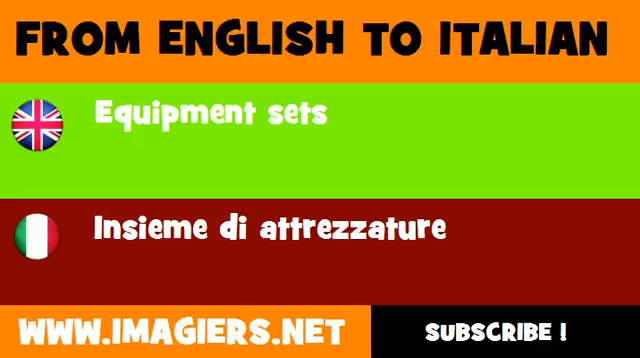 FROM ENGLISH TO ITALIAN
Equipment sets
Insieme di attrezzature
WWW.IMAGIERS.NET
SUBSCRIBE !